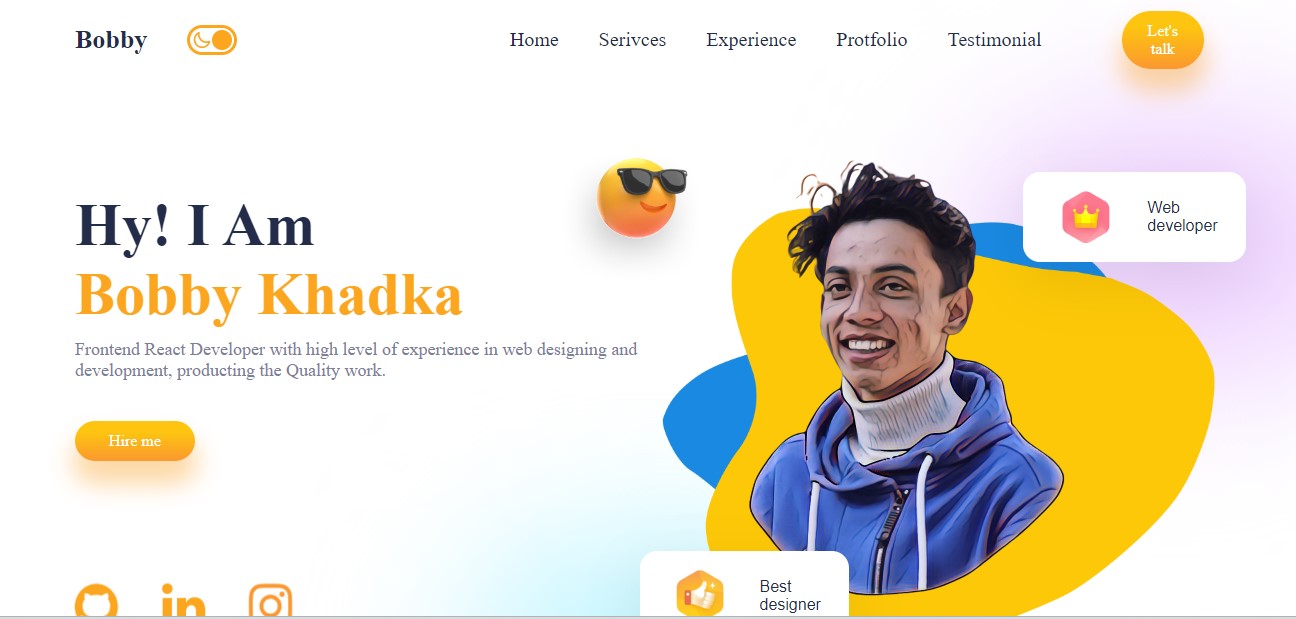 Bobby
Home Serivces Experience Protfolio Testimonial
Let's
talk
Hy! I Am
Bobby Khadka
Frontend React Developer with high level of experience in web designing and
development, producting the Quality work.
Hire me
Web
developer
Best
designer
in